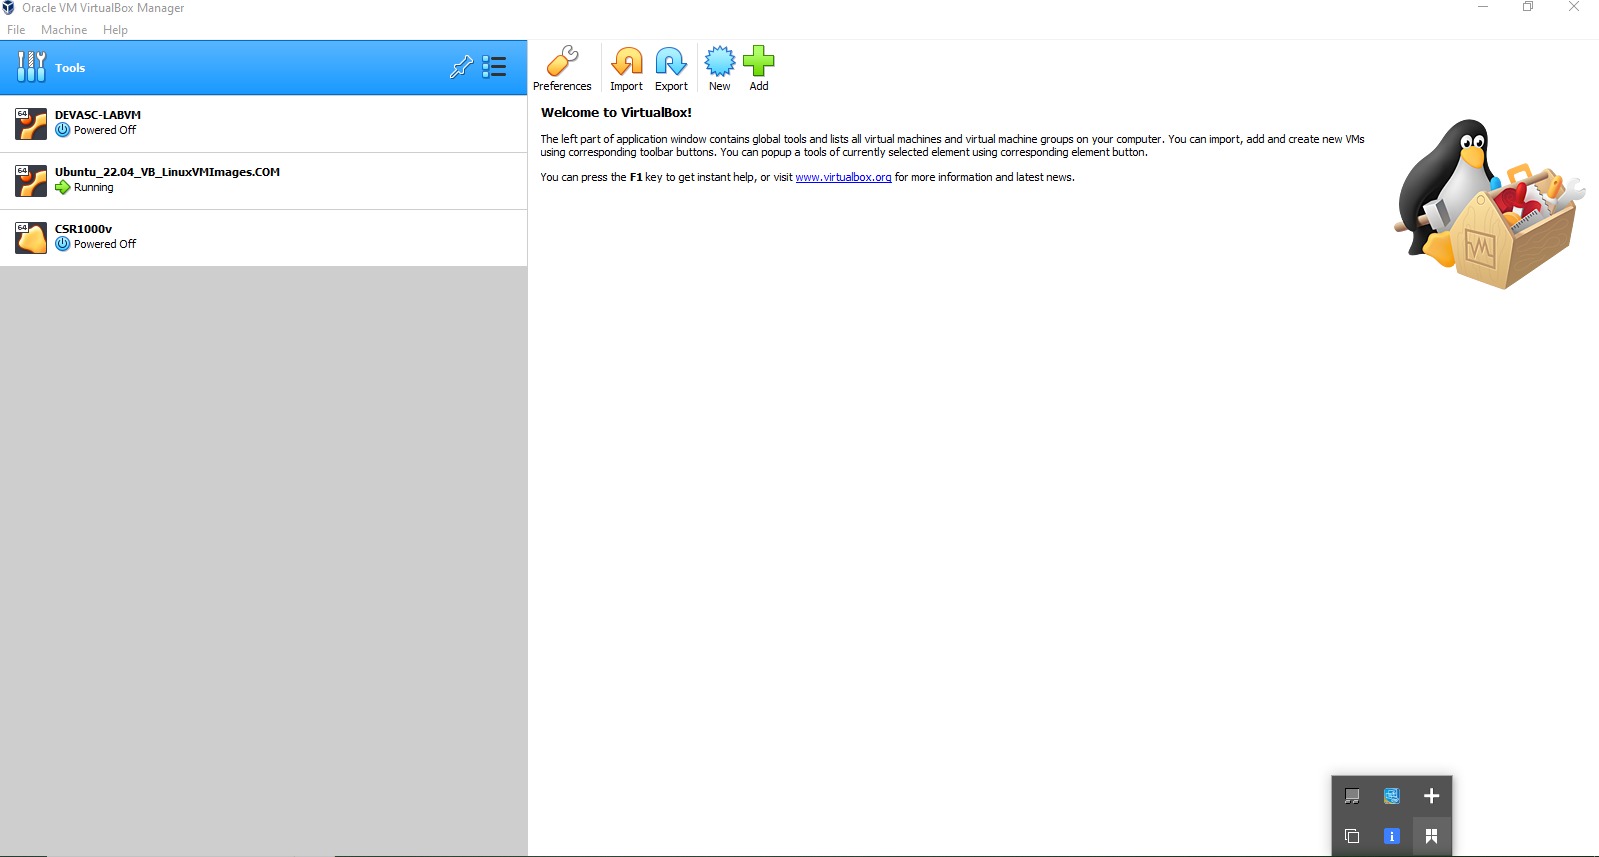 Oracle VM VirtualBox Manager
File Machine Help
Tools
Preferences Import Export New Add
64
DEVASC-LABVM
Powered Off
64
Ubuntu_22.04_VB_LinuxVMImages.COM
Running
64
CSR1000v
Powered Off
Welcome to VirtualBox!
The left part of application window contains global tools and lists all virtual machines and virtual machine groups on your computer. You can import, add and create new VMs
using corresponding toolbar buttons. You can popup a tools of currently selected element using corresponding element button.
You can press the F1 key to get instant help, or visit www.virtualbox.org for more information and latest news.